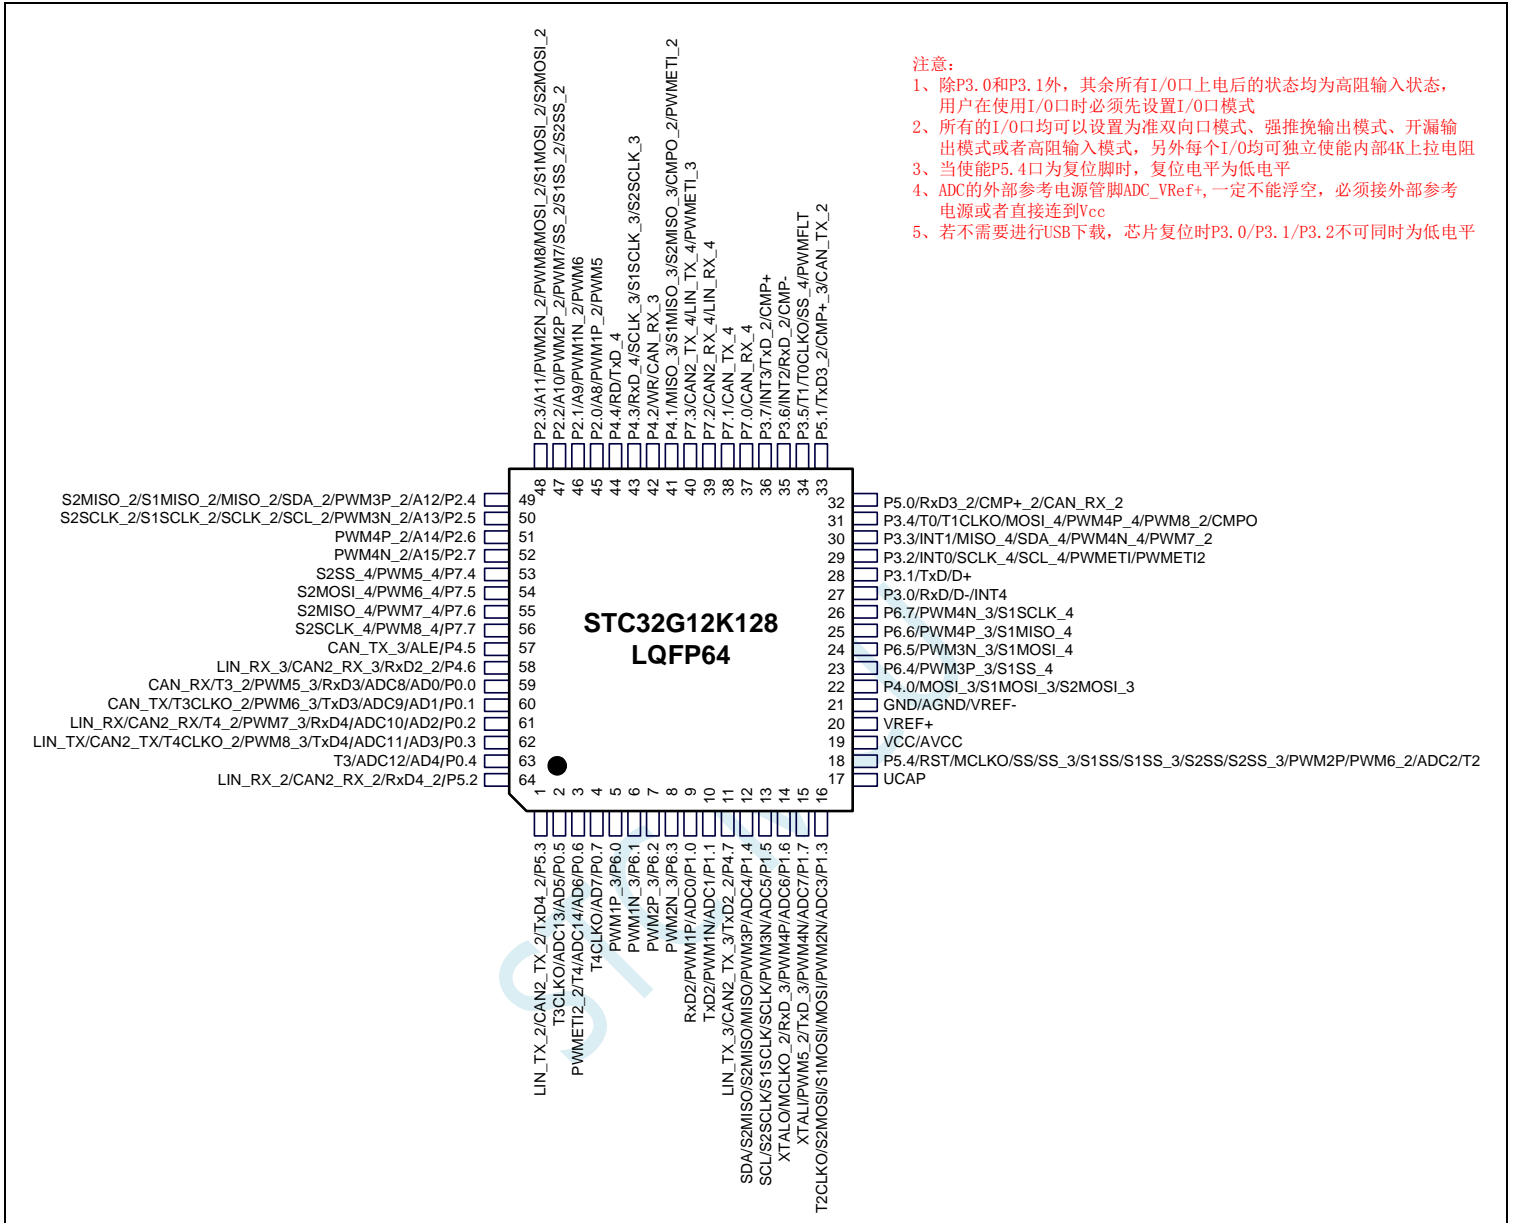 注意：
1、除P3.0和P3.1外，其余所有I/O口上电后的状态均为高阻输入状态，
用户在使用I/O口时必须先设置I/O口模式
2、所有的I/O口均可以设置为准双向口模式、强推挽输出模式、开漏输
出模式或者高阻输入模式，另外每个I/O均可独立使能内部4K上拉电阻
3、当使能P5.4口为复位脚时，复位电平为低电平
4、ADC的外部参考电源管脚ADC_VRef+,一定不能浮空，必须接外部参考
电源或者直接连到Vcc
5、若不需要进行USB下载，芯片复位时P3.0/P3.1/P3.2不可同时为低电平
P2.3/A11/PWM2N_2/PWM8/MOSI_2/S1MOSI_2/S2MOSI_2
P2.2/A10/PWM2P_2/PWM7/SS_2/S1SS_2/S2SS_2
P2.1/A9/PWM1N_2/PWM6
P2.0/A8/PWM1P_2/PWM5
P4.4/RD/TxD_4
P4.3/RxD_4/SCLK_3/S1SCLK_3/S2SCLK_3
P4.2/WR/CAN_RX_3
P4.1/MISO_3/S1MISO_3/S2MISO_3/CMPO_2/PWMETI_2
P7.3/CAN2_TX_4/LIN_TX_4/PWMETI_3
P7.2/CAN2_RX_4/LIN_RX_4
P7.1/CAN_TX_4
P7.0/CAN_RX_4
P3.7/INT3/TxD_2/CMP+
P3.6/INT2/RxD_2/CMP-
P3.5/T1/T0CLKO/SS_4/PWMFLT
P5.1/TxD3_2/CMP+_3/CAN_TX_2
48 47 46 45 44 43 42 41 40 39 38 37 36 35 34 33
S2MISO_2/S1MISO_2/MISO_2/SDA_2/PWM3P_2/A12/P2.4 49
S2SCLK_2/S1SCLK_2/SCLK_2/SCL_2/PWM3N_2/A13/P2.5 50
PWM4P_2/A14/P2.6 51
PWM4N_2/A15/P2.7 52
S2SS_4/PWM5_4/P7.4 53
S2MOSI_4/PWM6_4/P7.5 54
S2MISO_4/PWM7_4/P7.6 55
S2SCLK_4/PWM8_4/P7.7 56
CAN_TX_3/ALE/P4.5 57
LIN_RX_3/CAN2_RX_3/RxD2_2/P4.6 58
CAN_RX/T3_2/PWM5_3/RxD3/ADC8/AD0/P0.0 59
CAN_TX/T3CLKO_2/PWM6_3/TxD3/ADC9/AD1/P0.1 60
LIN_RX/CAN2_RX/T4_2/PWM7_3/RxD4/ADC10/AD2/P0.2 61
LIN_TX/CAN2_TX/T4CLKO_2/PWM8_3/TxD4/ADC11/AD3/P0.3 62
T3/ADC12/AD4/P0.4 63
LIN_RX_2/CAN2_RX_2/RxD4_2/P5.2 64
STC32G12K128
LQFP64
32 P5.0/RxD3_2/CMP+_2/CAN_RX_2
31 P3.4/T0/T1CLKO/MOSI_4/PWM4P_4/PWM8_2/CMPO
30 P3.3/INT1/MISO_4/SDA_4/PWM4N_4/PWM7_2
29 P3.2/INT0/SCLK_4/SCL_4/PWMETI/PWMETI2
28 P3.1/TxD/D+
27 P3.0/RxD/D-/INT4
26 P6.7/PWM4N_3/S1SCLK_4
25 P6.6/PWM4P_3/S1MISO_4
24 P6.5/PWM3N_3/S1MOSI_4
23 P6.4/PWM3P_3/S1SS_4
22 P4.0/MOSI_3/S1MOSI_3/S2MOSI_3
21 GND/AGND/VREF-
20 VREF+
19 VCC/AVCC
18 P5.4/RST/MCLKO/SS/SS_3/S1SS/S1SS_3/S2SS/S2SS_3/PWM2P/PWM6_2/ADC2/T2
17 UCAP
1 2 3 4 5 6 7 8 9 10 11 12 13 14 15 16
LIN_TX_2/CAN2_TX_2/TxD4_2/P5.3
T3CLKO/ADC13/AD5/P0.5
PWMETI2_2/T4/ADC14/AD6/P0.6
T4CLKO/AD7/P0.7
PWM1P_3/P6.0
PWM1N_3/P6.1
PWM2P_3/P6.2
PWM2N_3/P6.3
RxD2/PWM1P/ADC0/P1.0
TxD2/PWM1N/ADC1/P1.1
LIN_TX_3/CAN2_TX_3/TxD2_2/P4.7
SDA/S2MISO/S1MISO/MISO/PWM3P/ADC4/P1.4
SCL/S2SCLK/S1SCLK/SCLK/PWM3N/ADC5/P1.5
XTALO/MCLKO_2/RxD_3/PWM4P/ADC6/P1.6
XTALI/PWM5_2/TxD_3/PWM4N/ADC7/P1.7
T2CLKO/S2MOSI/S1MOSI/MOSI/PWM2N/ADC3/P1.3